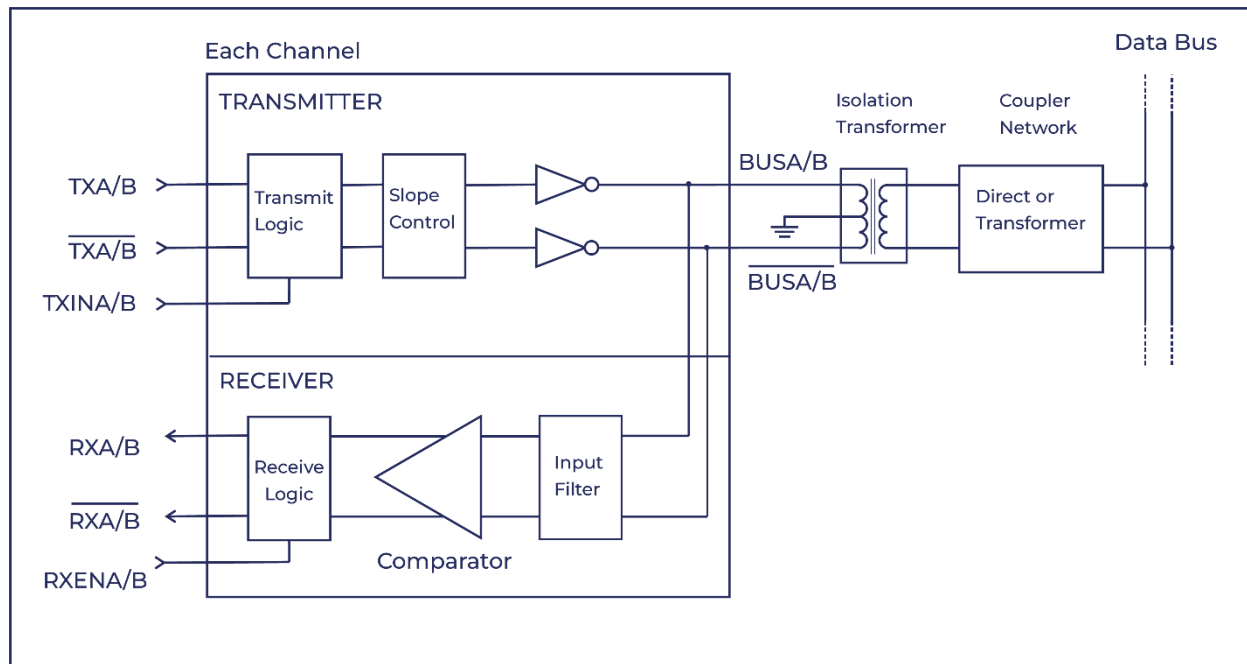 Each Channel
Data Bus
TRANSMITTER
Isolation
Transformer
Coupler
Network
BUSA/B
TXA/B
Transmit
Logic
Slope
Control
Direct or
Transformer
TXA/B
BUSA/B
TXINA/B
RECEIVER
RXA/B
Receive
Logic
Input
Filter
RXA/B
Comparator
RXENA/B